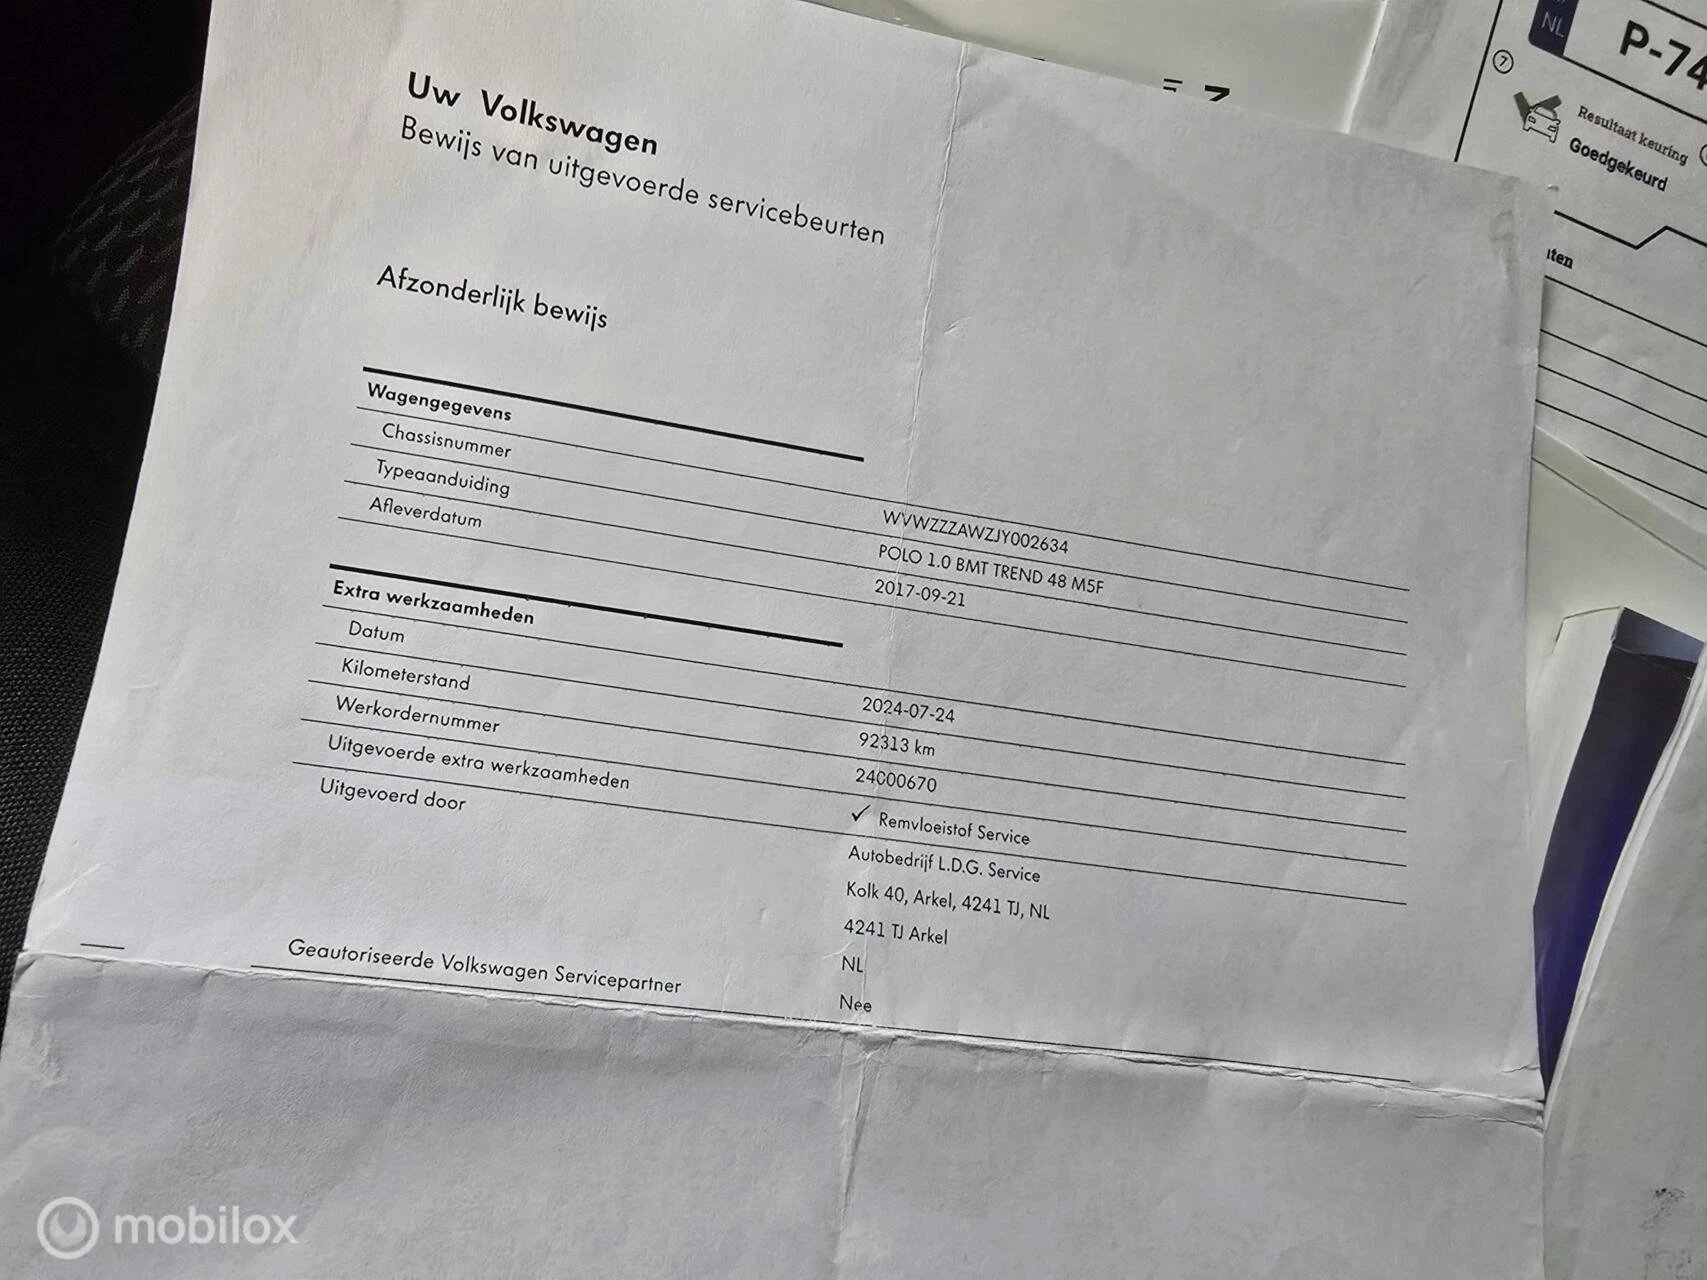 Uw Volkswagen
Bewijs van uitgevoerde servicebeurten
Afzonderlijk bewijs
Wagengegevens
Chassisnummer WVWZZZAWZJY002634
Typeaanduiding POLO 1.0 BMT TREND 48 M5F
Afleverdatum 2017-09-21
Extra werkzaamheden
Datum 2024-07-24
Kilometerstand 92313 km
Werkordernummer 24000670
Uitgevoerde extra werkzaamheden ✓ Remvloeistof Service
Uitgevoerd door Autobedrijf L.D.G. Service
Kolk 40, Arkel, 4241 TJ, NL
4241 TJ Arkel
NL
Geautoriseerde Volkswagen Servicepartner Nee
NL P-74
7
Resultaat keuring
Goedgekeurd
mobilox